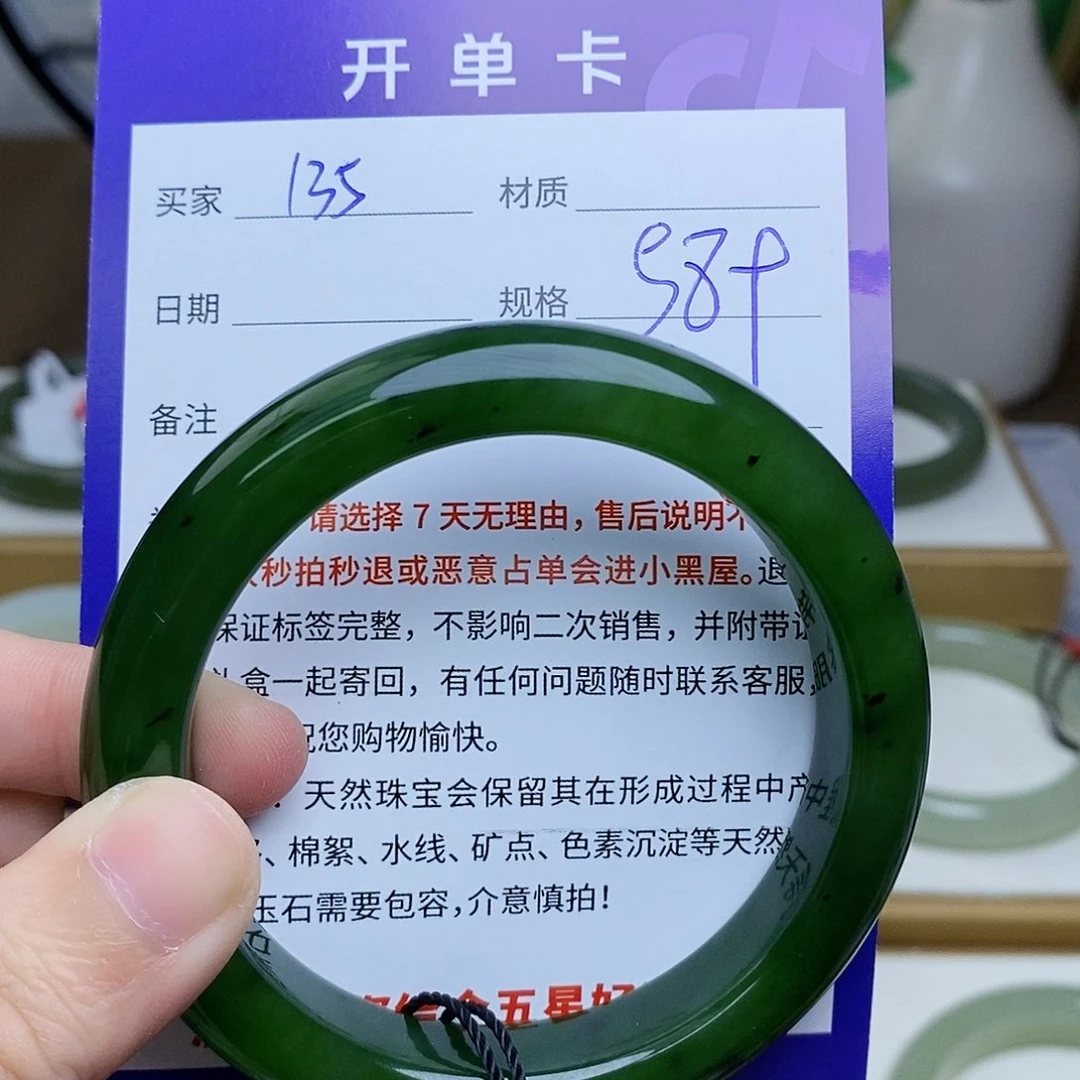 开单卡
买家 135 材质
日期 规格
备注
请选择 7 天无理由，售后说明不
秒拍秒退或恶意占单会进小黑屋。退
保证标签完整，不影响二次销售，并附带
盒一起寄回，有任何问题随时联系客服，
祝您购物愉快。
：天然珠宝会保留其在形成过程中产
、棉絮、水线、矿点、色素沉淀等天然
玉石需要包容，介意慎拍！
五星好